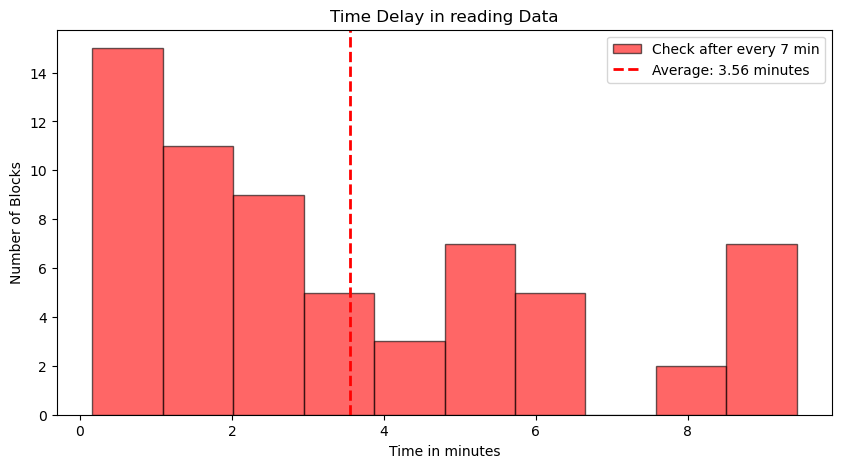 Time Delay in reading Data
Check after every 7 min
Average: 3.56 minutes
Number of Blocks
14
12
10
8
6
4
2
0
0 2 4 6 8
Time in minutes